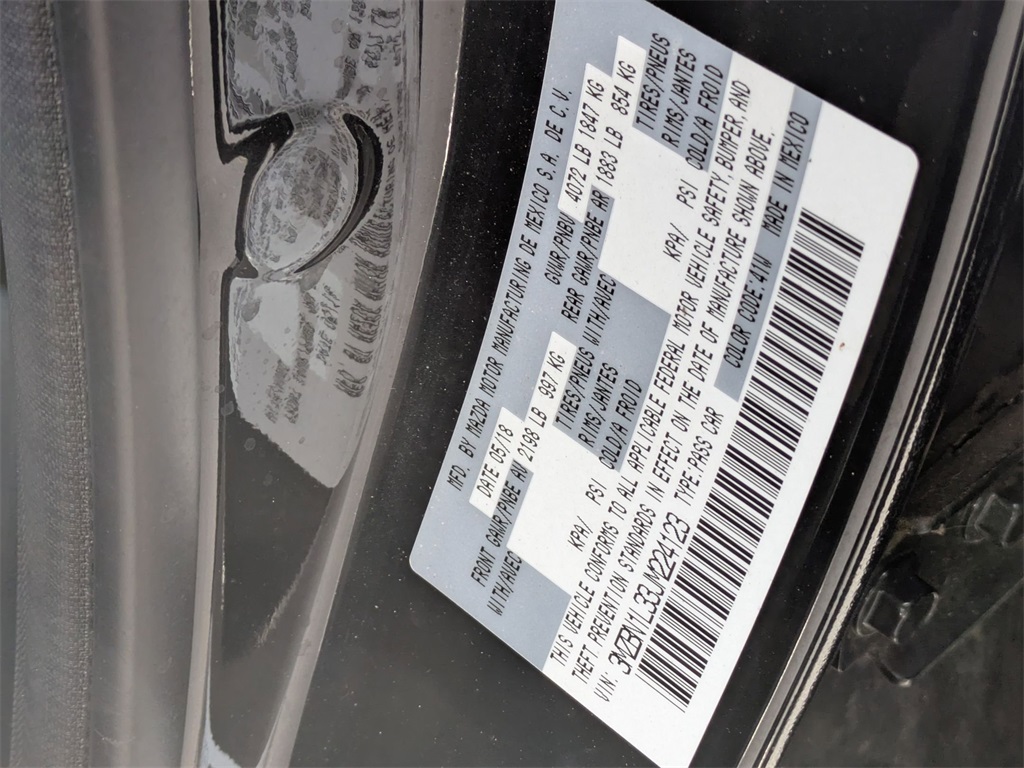 MFD. BY MAZDA MOTOR MANUFACTURING DE MEXICO S.A. DE C.V.
DATE 05/18 GVWR/PNBV 4072 LB 1847 KG
FRONT GAWR/PNBE AV 2198 LB 997 KG REAR GAWR/PNBE AR 1883 LB 854 KG
WITH/AVEC TIRES/PNEUS WITH/AVEC TIRES/PNEUS
RIMS/JANTES RIMS/JANTES
KPA/ PSI COLD/A FROID KPA/ PSI COLD/A FROID
THIS VEHICLE CONFORMS TO ALL APPLICABLE FEDERAL MOTOR VEHICLE SAFETY, BUMPER, AND
THEFT PREVENTION STANDARDS IN EFFECT ON THE DATE OF MANUFACTURE SHOWN ABOVE.
VIN: 3MZBN1L33JM224123 TYPE:PASS CAR COLOR CODE:41W MADE IN MEXICO